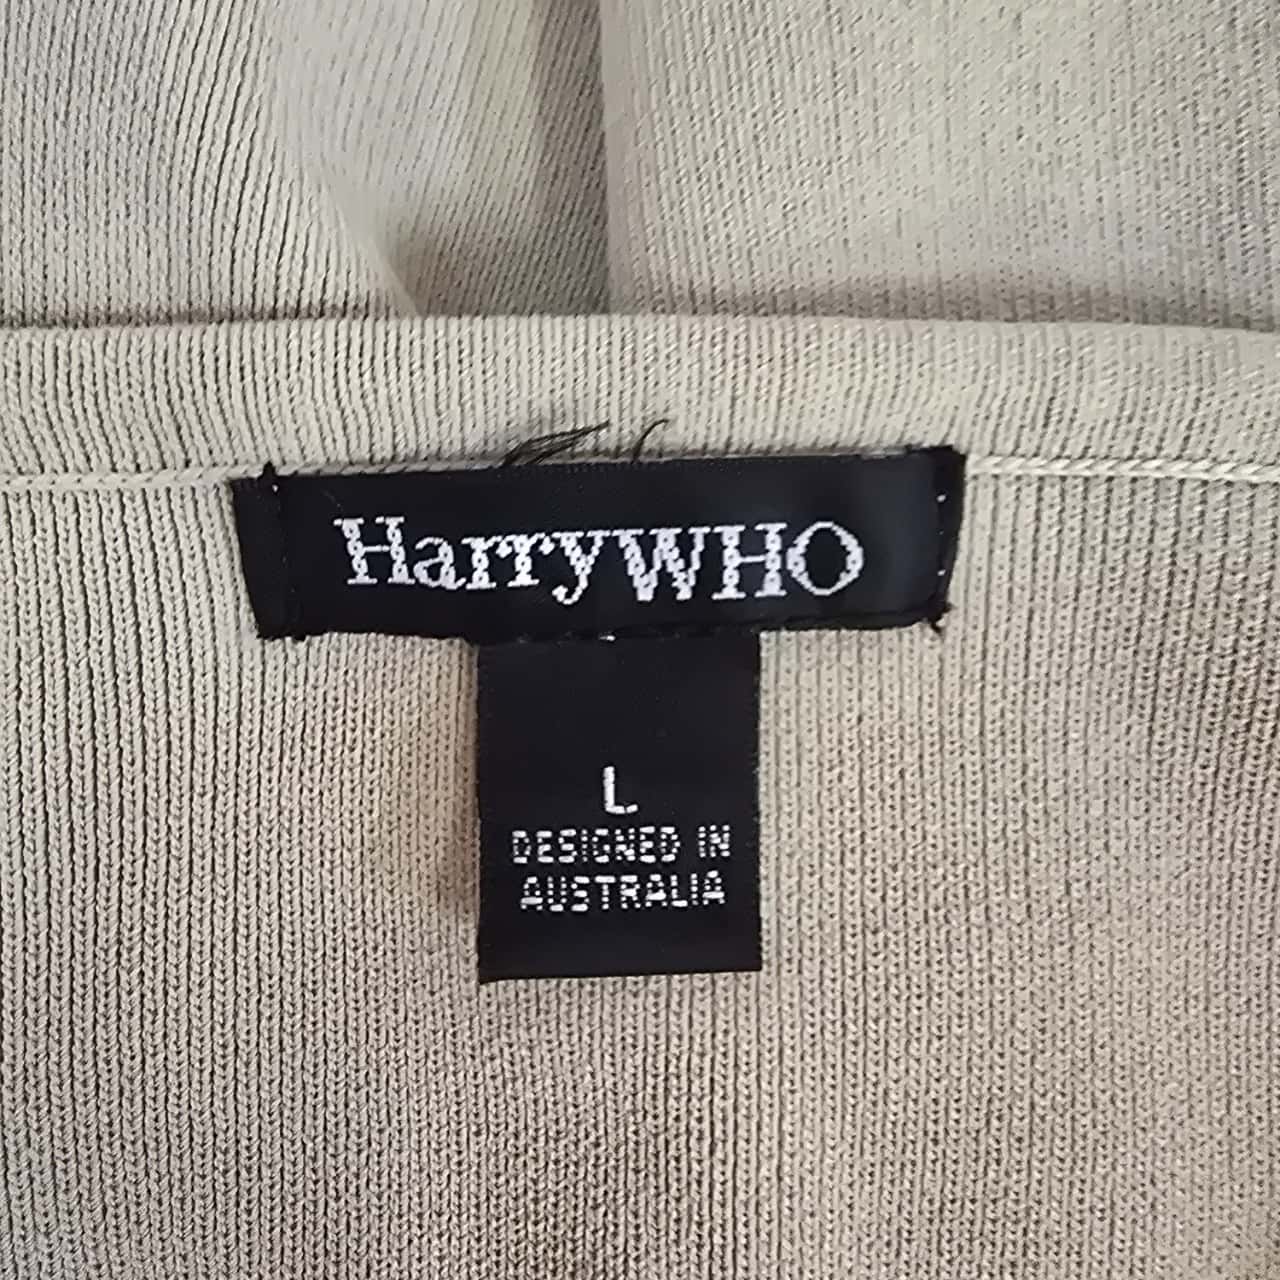 HarryWHO
L
DESIGNED IN
AUSTRALIA